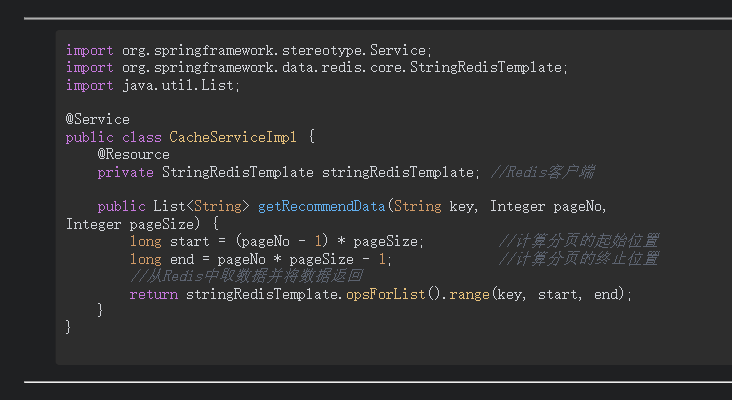 import org.springframework.stereotype.Service;
import org.springframework.data.redis.core.StringRedisTemplate;
import java.util.List;
@Service
public class CacheServiceImpl {
@Resource
private StringRedisTemplate stringRedisTemplate; //Redis客户端
public List<String> getRecommendData(String key, Integer pageNo,
Integer pageSize) {
long start = (pageNo - 1) * pageSize; //计算分页的起始位置
long end = pageNo * pageSize - 1; //计算分页的终止位置
//从Redis中取数据并将数据返回
return stringRedisTemplate.opsForList().range(key, start, end);
}
}